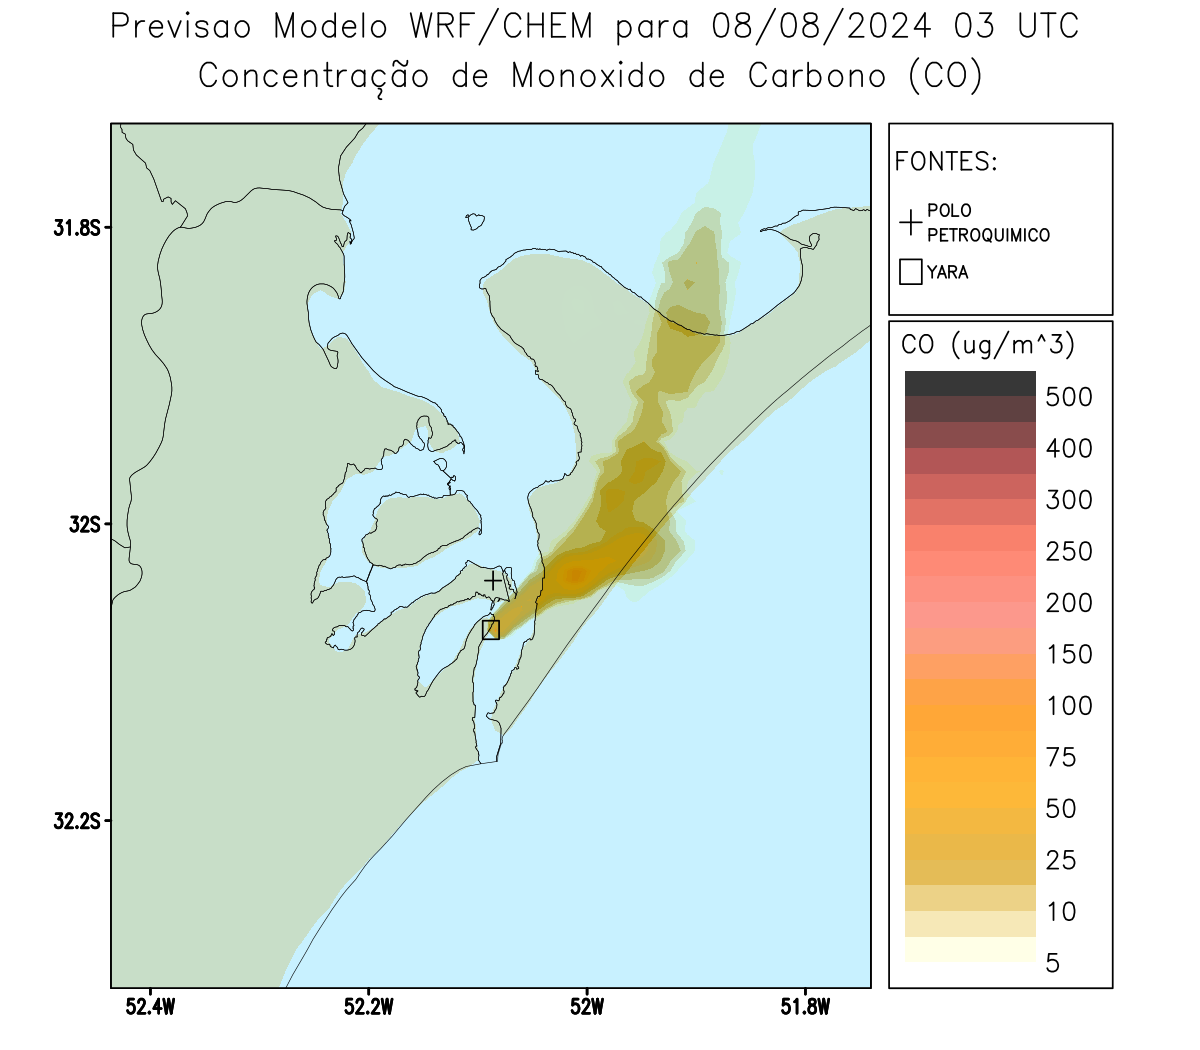 Previsao Modelo WRF/CHEM para 08/08/2024 03 UTC
Concentração de Monoxido de Carbono (CO)
FONTES:
POLO
PETROQUIMICO
YARA
CO (ug/m^3)
500
400
300
250
200
150
100
75
50
25
10
5
31.8S
32S
32.2S
52.4W
52.2W
52W
51.8W